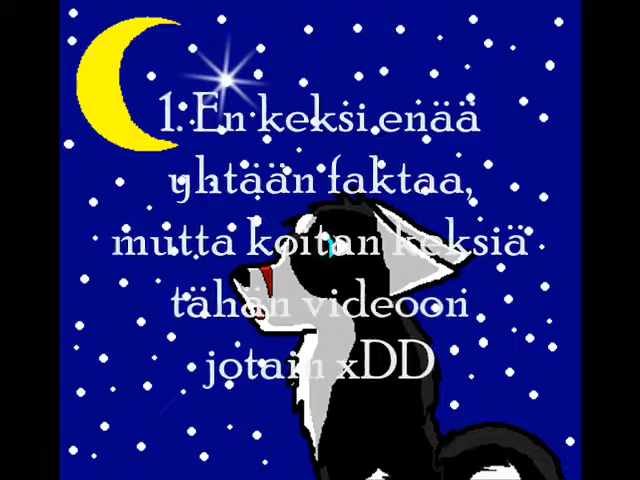 1. En keksi enää
yhtään faktaa,
mutta koitan keksiä
tähän videoon
jotain xDD